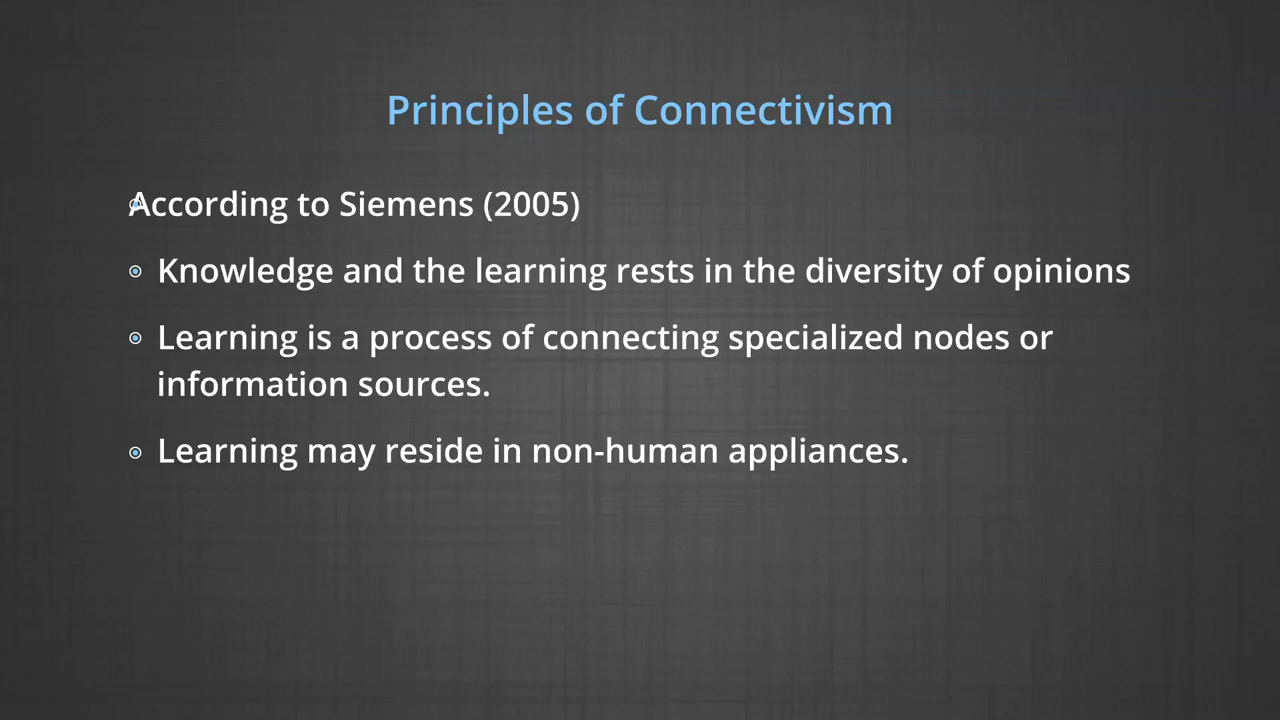 Principles of Connectivism
According to Siemens (2005)
Knowledge and the learning rests in the diversity of opinions
Learning is a process of connecting specialized nodes or
information sources.
Learning may reside in non-human appliances.